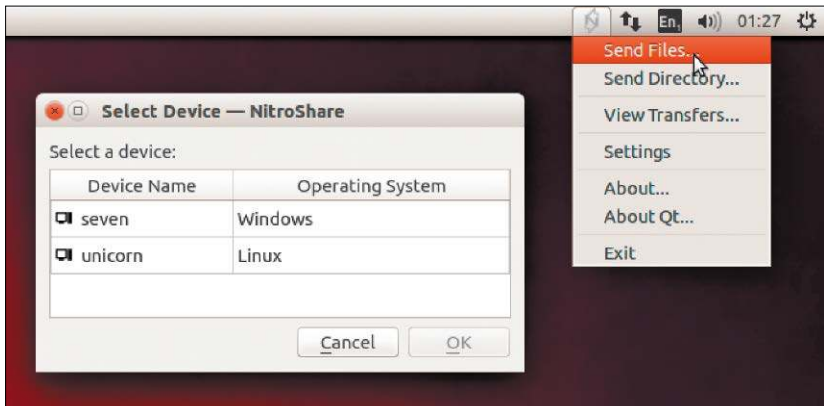 En1 01:27
Send Files...
Send Directory...
View Transfers...
Settings
About...
About Qt...
Exit
Select Device — NitroShare
Select a device:
Device Name Operating System
seven Windows
unicorn Linux
Cancel OK